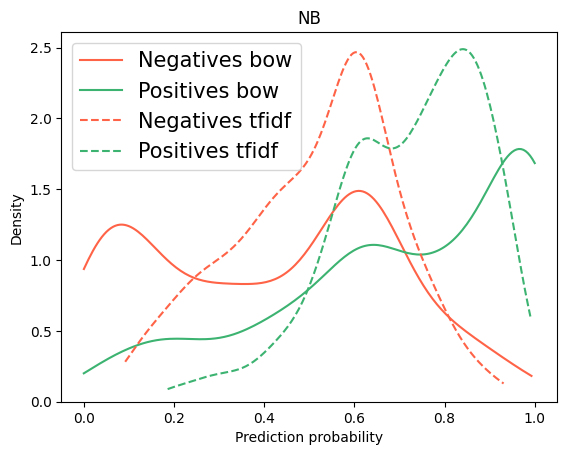 NB
Negatives bow
Positives bow
Negatives tfidf
Positives tfidf
Density
2.5
2.0
1.5
1.0
0.5
0.0
0.0 0.2 0.4 0.6 0.8 1.0
Prediction probability